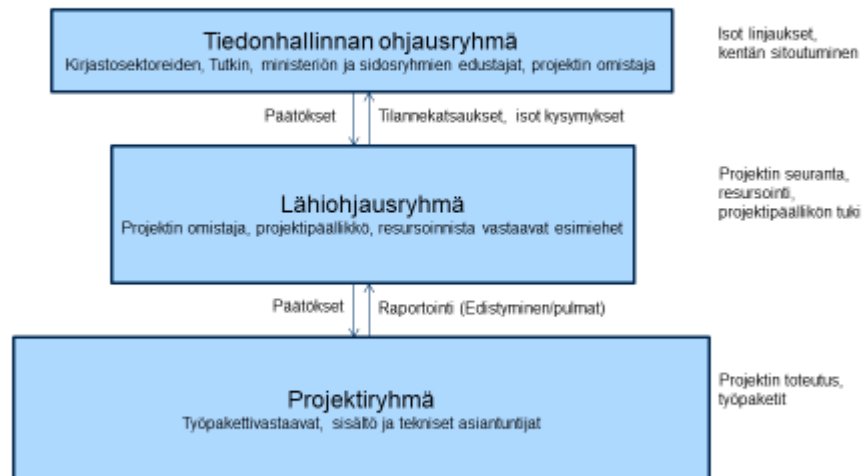 Tiedonhallinnan ohjausryhmä
Kirjastosektoreiden, Tutkin, ministeriön ja sidosryhmien edustajat, projektin omistaja
Isot linjaukset,
kentän sitoutuminen
Päätökset
Tilannekatsaukset, isot kysymykset
Lähiohjausryhmä
Projektin omistaja, projektipäällikkö, resursoinnista vastaavat esimiehet
Projektin seuranta,
resursointi,
projektipäällikön tuki
Päätökset
Raportointi (Edistyminen/pulmat)
Projektiryhmä
Työpakettivastaavat, sisältö ja tekniset asiantuntijat
Projektin toteutus,
työpaketit